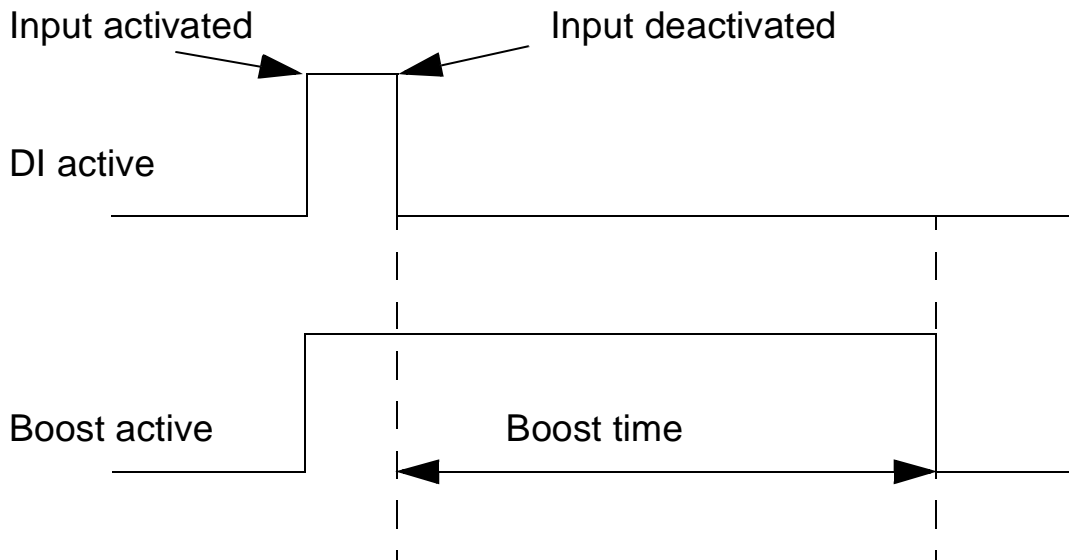 Input activated
Input deactivated
DI active
Boost active
Boost time